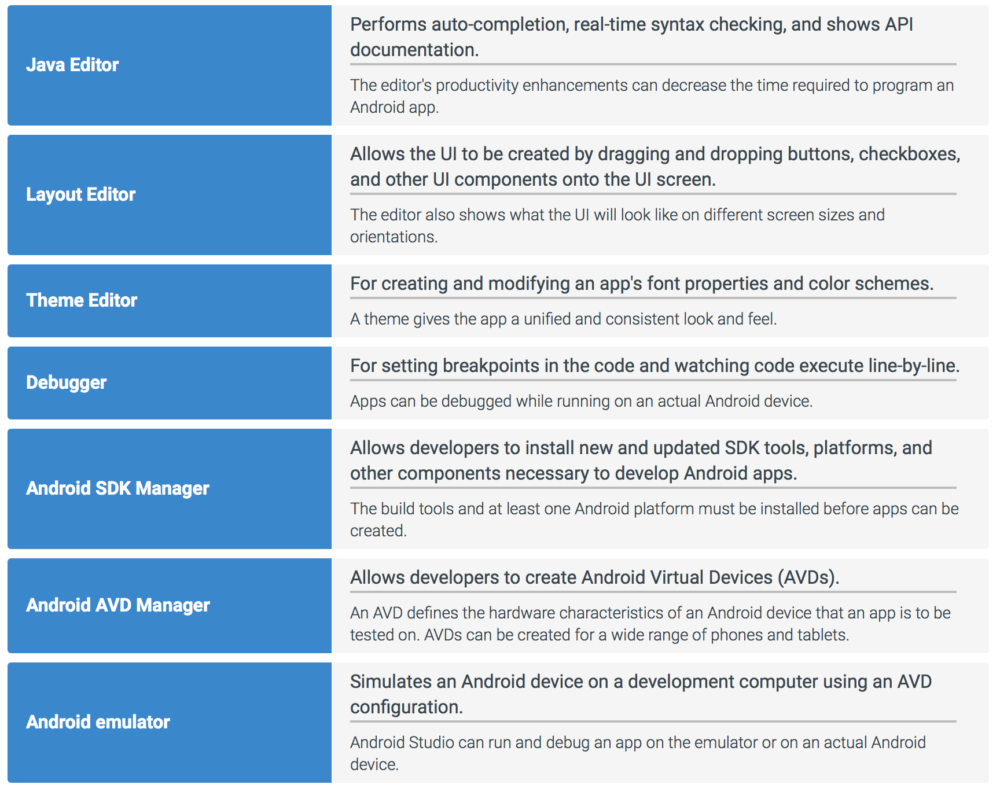 Java Editor
Performs auto-completion, real-time syntax checking, and shows API
documentation.
The editor's productivity enhancements can decrease the time required to program an
Android app.
Layout Editor
Allows the UI to be created by dragging and dropping buttons, checkboxes,
and other UI components onto the UI screen.
The editor also shows what the UI will look like on different screen sizes and
orientations.
Theme Editor
For creating and modifying an app's font properties and color schemes.
A theme gives the app a unified and consistent look and feel.
Debugger
For setting breakpoints in the code and watching code execute line-by-line.
Apps can be debugged while running on an actual Android device.
Android SDK Manager
Allows developers to install new and updated SDK tools, platforms, and
other components necessary to develop Android apps.
The build tools and at least one Android platform must be installed before apps can be
created.
Android AVD Manager
Allows developers to create Android Virtual Devices (AVDs).
An AVD defines the hardware characteristics of an Android device that an app is to be
tested on. AVDs can be created for a wide range of phones and tablets.
Android emulator
Simulates an Android device on a development computer using an AVD
configuration.
Android Studio can run and debug an app on the emulator or on an actual Android
device.